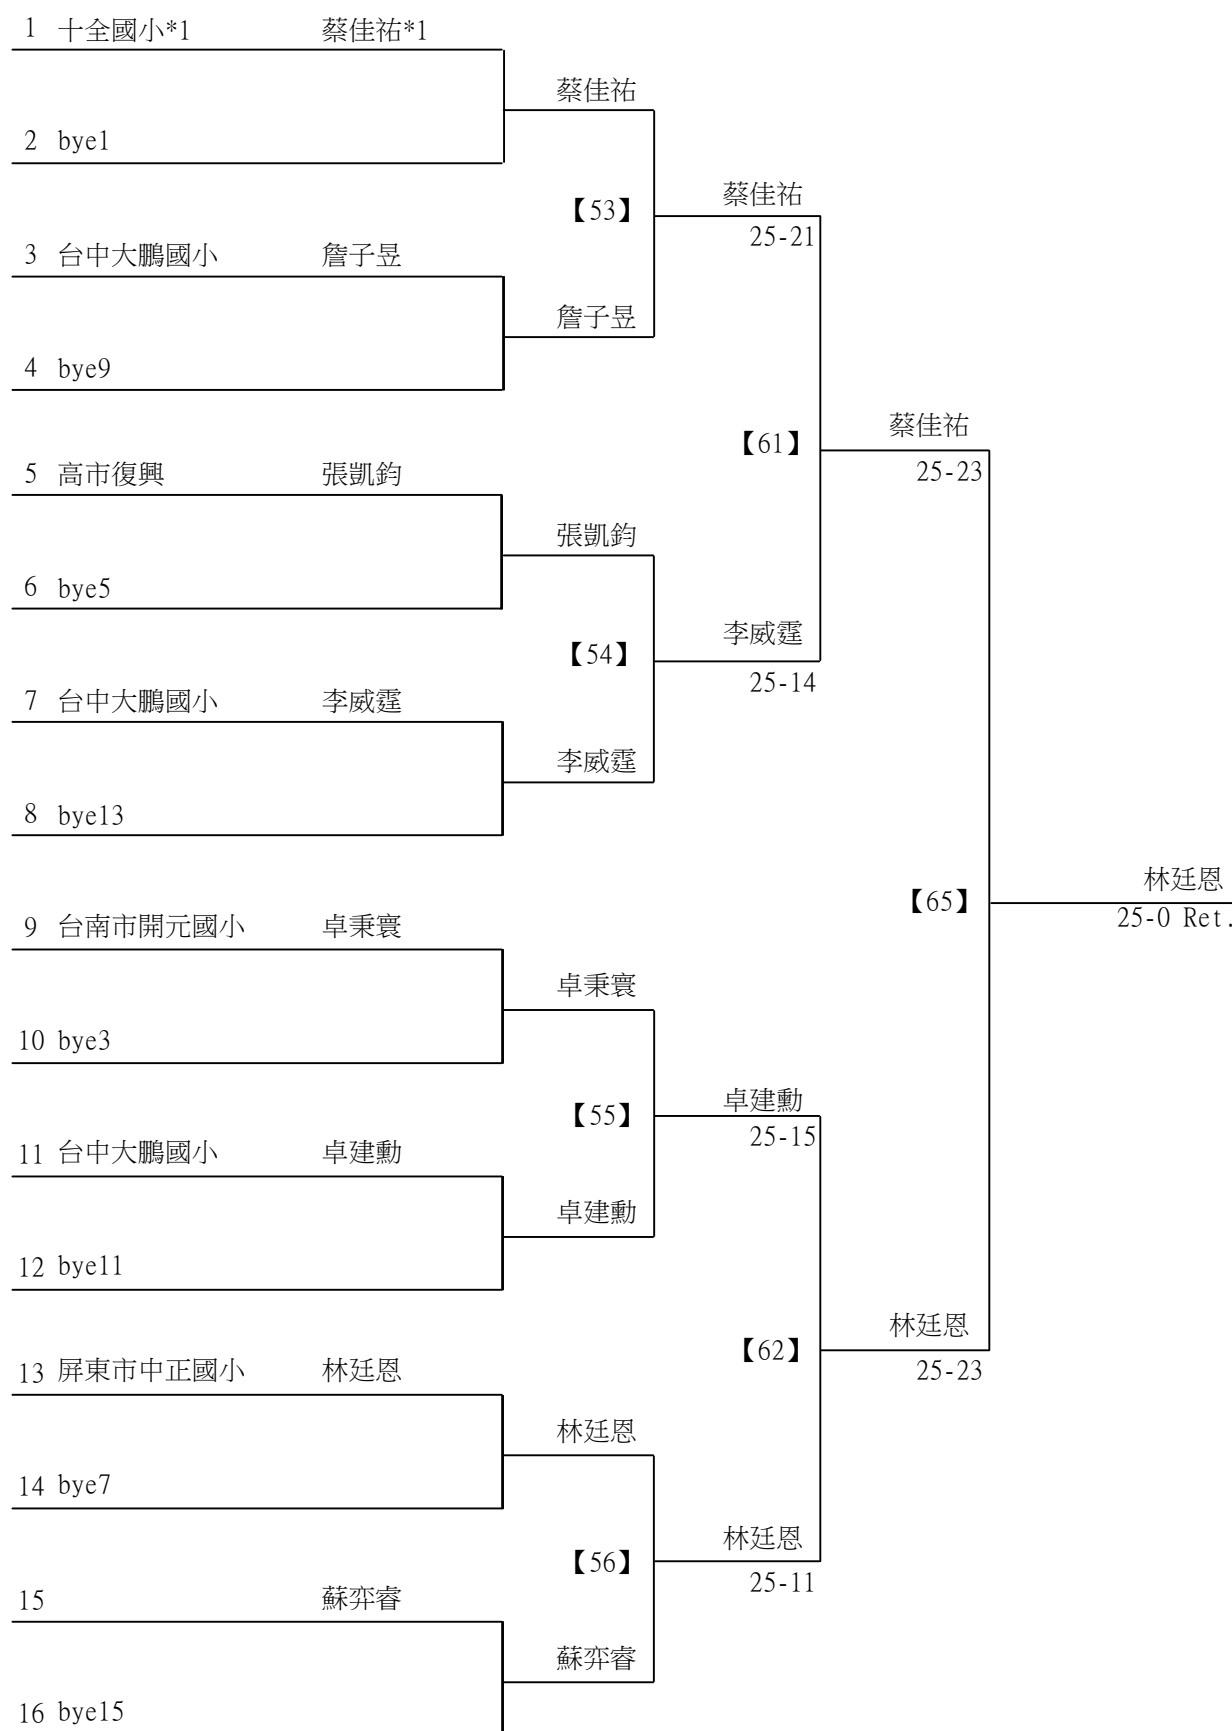 1 十全國小*1 蔡佳祐*1
蔡佳祐
2 bye1
【53】 蔡佳祐
25-21
3 台中大鵬國小 詹子昱
詹子昱
4 bye9
【61】 蔡佳祐
25-23
5 高市復興 張凱鈞
張凱鈞
6 bye5
【54】 李威霆
25-14
7 台中大鵬國小 李威霆
李威霆
8 bye13
【65】 林廷恩
25-0 Ret.
9 台南市開元國小 卓秉寰
卓秉寰
10 bye3
【55】 卓建勳
25-15
11 台中大鵬國小 卓建勳
卓建勳
12 bye11
【62】 林廷恩
25-23
13 屏東市中正國小 林廷恩
林廷恩
14 bye7
【56】 林廷恩
25-11
15 蘇弈睿
蘇弈睿
16 bye15